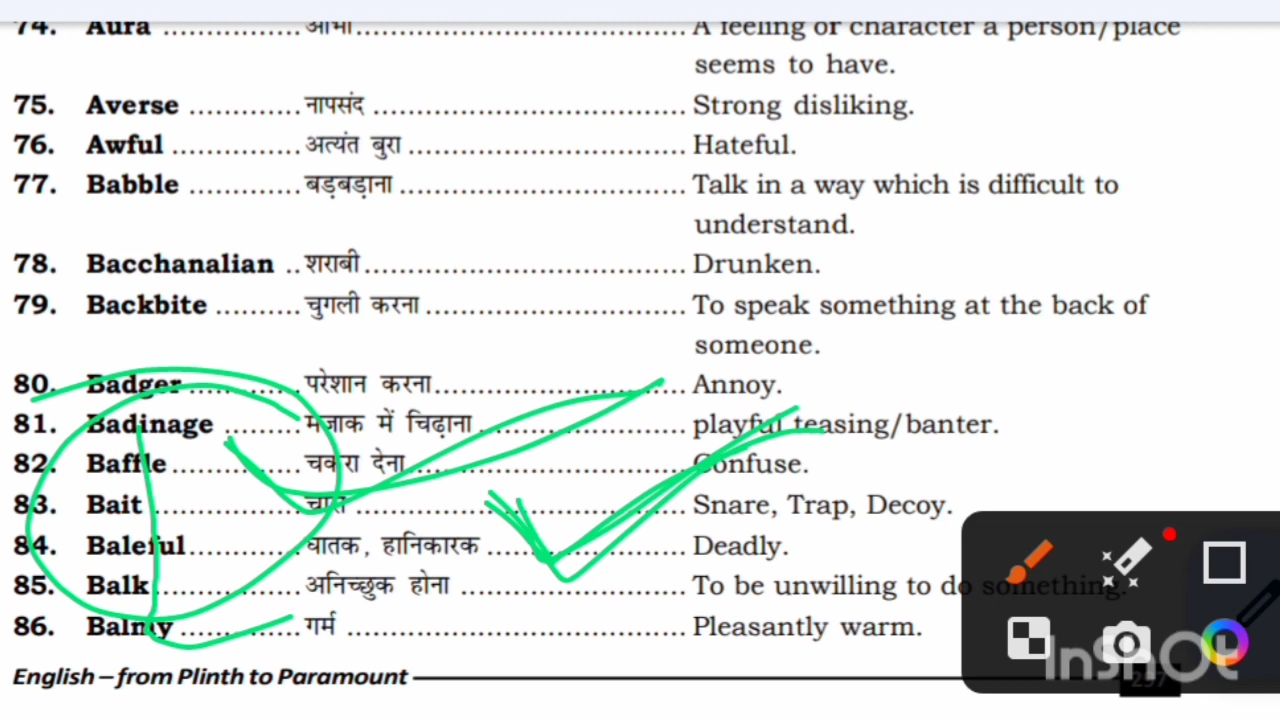 74. Aura ................. आभा......................................... A feeling or character a person/place
seems to have.
75. Averse ............. नापसंद ....................................... Strong disliking.
76. Awful ............... अत्यंत बुरा .................................. Hateful.
77. Babble ............. बड़बड़ाना .................................... Talk in a way which is difficult to
understand.
78. Bacchanalian .. शराबी........................................ Drunken.
79. Backbite .......... चुगली करना ................................ To speak something at the back of
someone.
80. Badger ............. परेशान करना............................... Annoy.
81. Badinage ......... मजाक में चिढ़ाना .......................... playful teasing/banter.
82. Baffle ............... चकरा देना................................... Confuse.
83. Bait .................. ......................................... Snare, Trap, Decoy.
84. Baleful............. घातक, हानिकारक ......................... Deadly.
85. Balk ................. अनिच्छुक होना ............................ To be unwilling to do something.
86. Balmy .............. गर्म ........................................... Pleasantly warm.
English – from Plinth to Paramount 257
InShOt